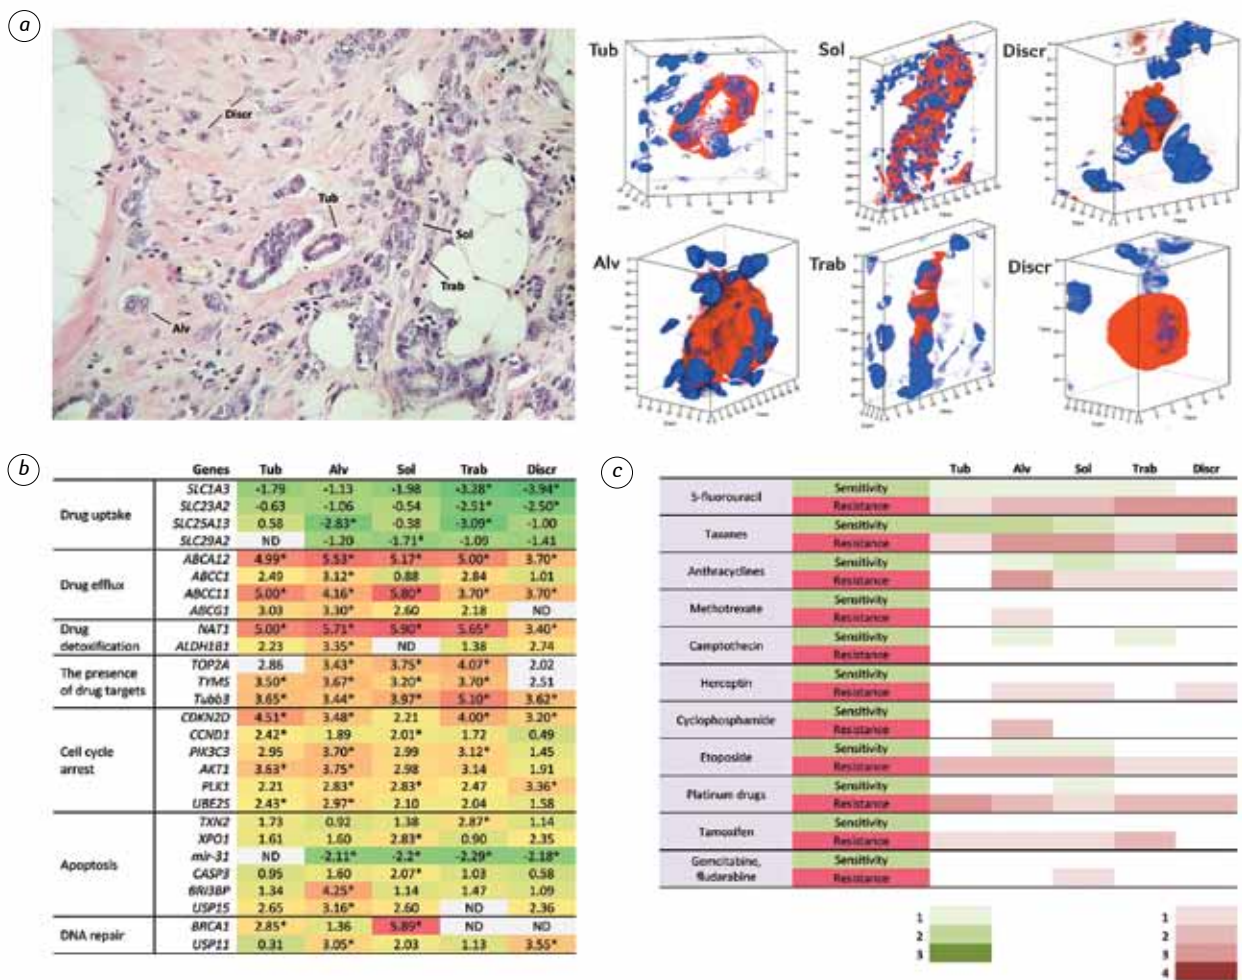 a
Discr
Tub
Sol
Trab
Alv
Tub
Sol
Discr
Alv
Trab
Discr
b
Genes Tub Alv Sol Trab Discr
Drug uptake
SLC1A3 -1.79 -1.13 -1.98 -3.28* -3.94*
SLC23A2 -0.63 -1.06 -0.54 -2.51* -2.50*
SLC25A13 0.58 -2.83* -0.38 -3.09* -1.00
SLC29A2 ND -1.20 -1.71* -1.09 -1.41
Drug efflux
ABCA12 4.99* 5.53* 5.17* 5.00* 3.70*
ABCC1 2.49 3.12* 0.88 2.84 1.01
ABCC11 5.00* 4.16* 5.80* 3.70* 3.70*
ABCG1 3.03 3.30* 2.60 2.18 ND
Drug
detoxification
NAT1 5.00* 5.71* 5.90* 5.65* 3.40*
ALDH1B1 2.23 3.35* ND 1.38 2.74
The presence
of drug targets
TOP2A 2.86 3.43* 3.75* 4.07* 2.02
TYMS 3.50* 3.67* 3.20* 3.70* 2.51
Tubb3 3.65* 3.44* 3.97* 5.10* 3.62*
Cell cycle
arrest
CDKN2D 4.51* 3.48* 2.21 4.00* 3.20*
CCND1 2.42* 1.89 2.01* 1.72 0.49
PIK3C3 2.95 3.70* 2.99 3.12* 1.45
AKT1 3.63* 3.75* 2.98 3.14 1.91
PLK1 2.21 2.83* 2.83* 2.47 3.36*
UBE2S 2.43* 2.97* 2.10 2.04 1.58
Apoptosis
TXN2 1.73 0.92 1.38 2.87* 1.14
XPO1 1.61 1.60 2.83* 0.90 2.35
mir-31 ND -2.11* -2.2* -2.29* -2.18*
CASP3 0.95 1.60 2.07* 1.03 0.58
BRI3BP 1.34 4.25* 1.14 1.47 1.09
USP15 2.65 3.16* 2.60 ND 2.36
DNA repair
BRCA1 2.85* 1.36 5.89* ND ND
USP11 0.31 3.05* 2.03 1.13 3.55*
c
Tub Alv Sol Trab Discr
5-fluorouracil
Sensitivity
Resistance
Taxanes
Sensitivity
Resistance
Anthracyclines
Sensitivity
Resistance
Methotrexate
Sensitivity
Resistance
Camptothecin
Sensitivity
Resistance
Herceptin
Sensitivity
Resistance
Cyclophosphamide
Sensitivity
Resistance
Etoposide
Sensitivity
Resistance
Platinum drugs
Sensitivity
Resistance
Tamoxifen
Sensitivity
Resistance
Gemcitabine,
fludarabine
Sensitivity
Resistance
1
2
3
1
2
3
4